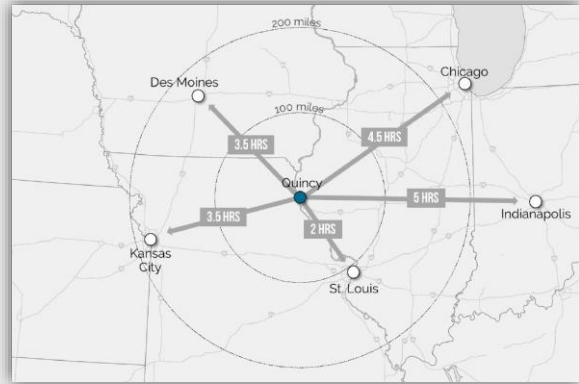 200 miles
Des Moines
Chicago
100 miles
4.5 HRS
3.5 HRS
Quincy
5 HRS
Indianapolis
3.5 HRS
2 HRS
Kansas
City
St. Louis